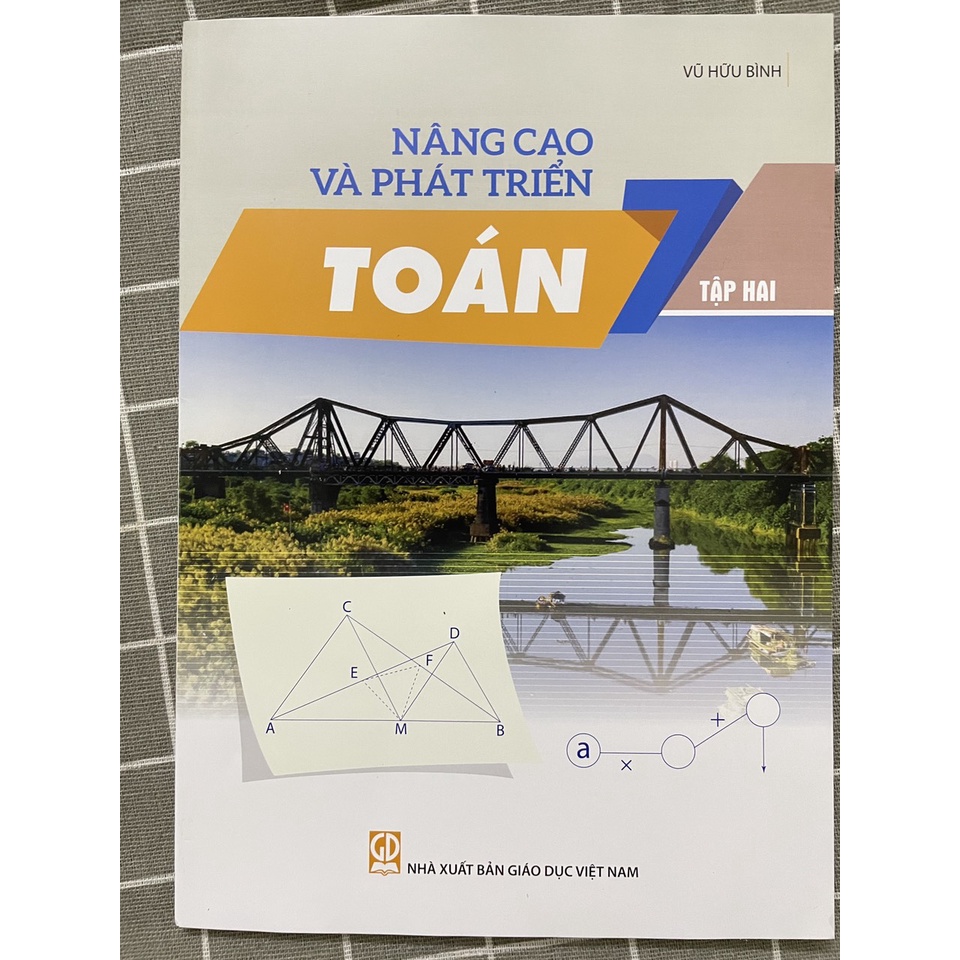 VŨ HỮU BÌNH
NÂNG CAO
VÀ PHÁT TRIỂN
TOÁN 7
TẬP HAI
C
D
F
E
A
M
B
+
a
×
GD
NHÀ XUẤT BẢN GIÁO DỤC VIỆT NAM